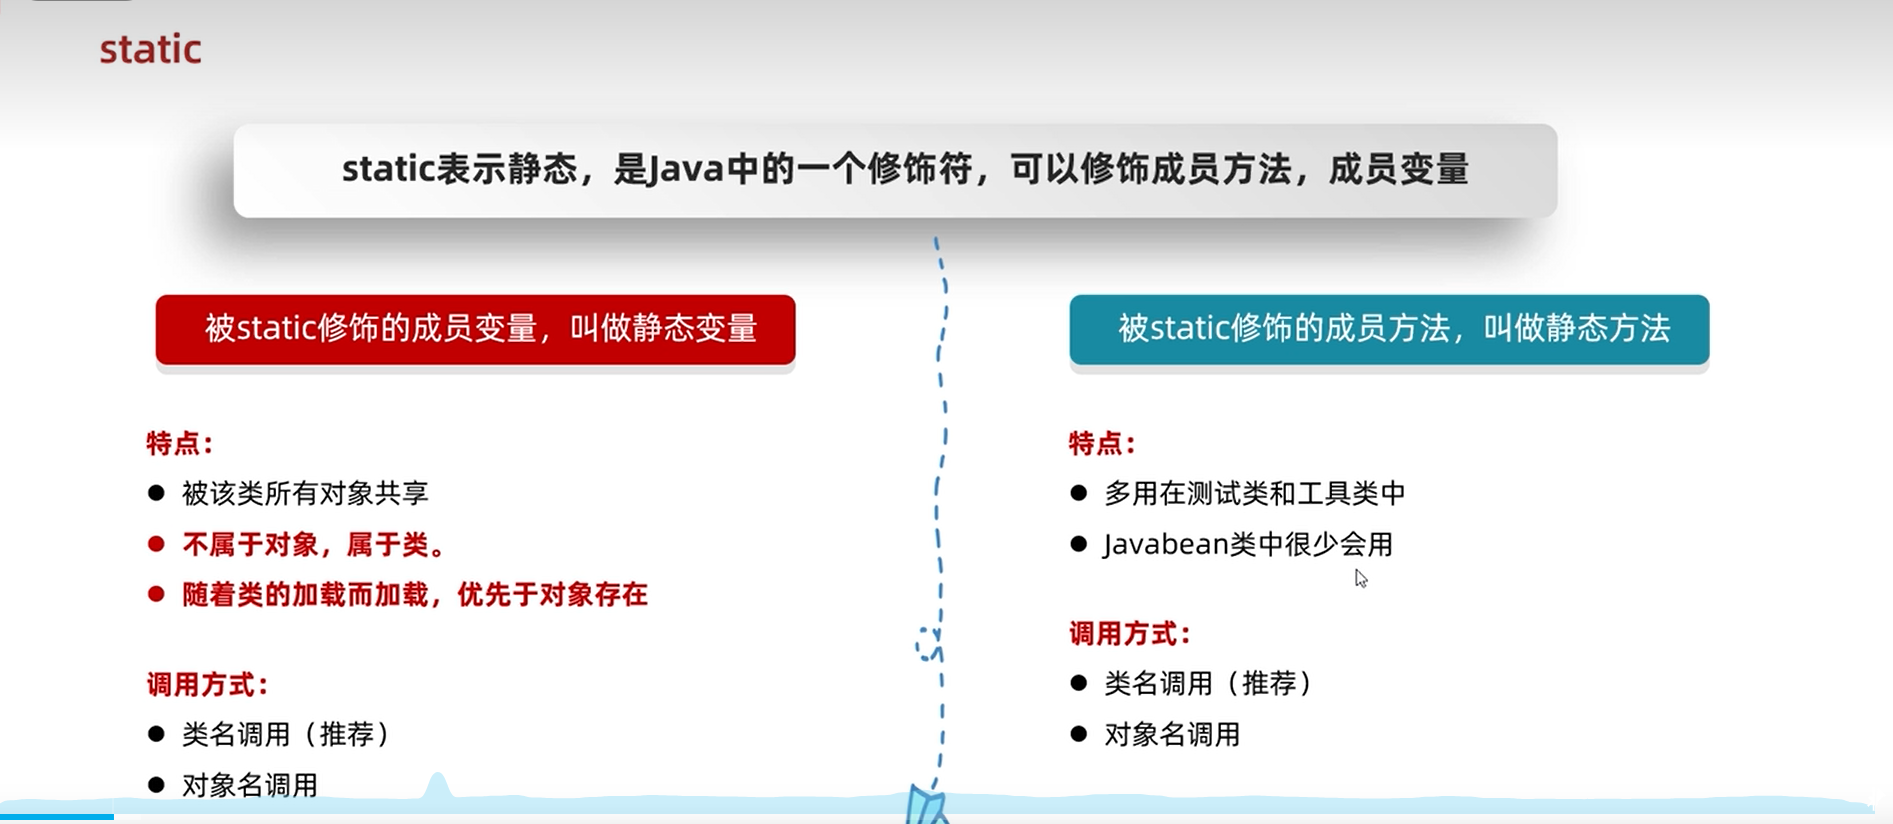 static
static表示静态，是Java中的一个修饰符，可以修饰成员方法，成员变量
被static修饰的成员变量，叫做静态变量
特点：
被该类所有对象共享
不属于对象，属于类。
随着类的加载而加载，优先于对象存在
调用方式：
类名调用（推荐）
对象名调用
被static修饰的成员方法，叫做静态方法
特点：
多用在测试类和工具类中
Javabean类中很少会用
调用方式：
类名调用（推荐）
对象名调用